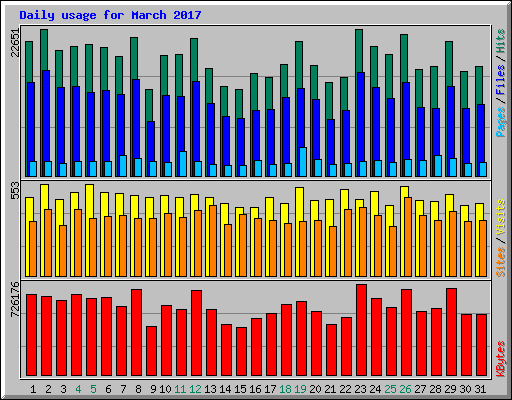 Daily usage for March 2017
22651
Pages / Files / Hits
553
Sites / Visits
726176
KBytes
1 2 3 4 5 6 7 8 9 10 11 12 13 14 15 16 17 18 19 20 21 22 23 24 25 26 27 28 29 30 31